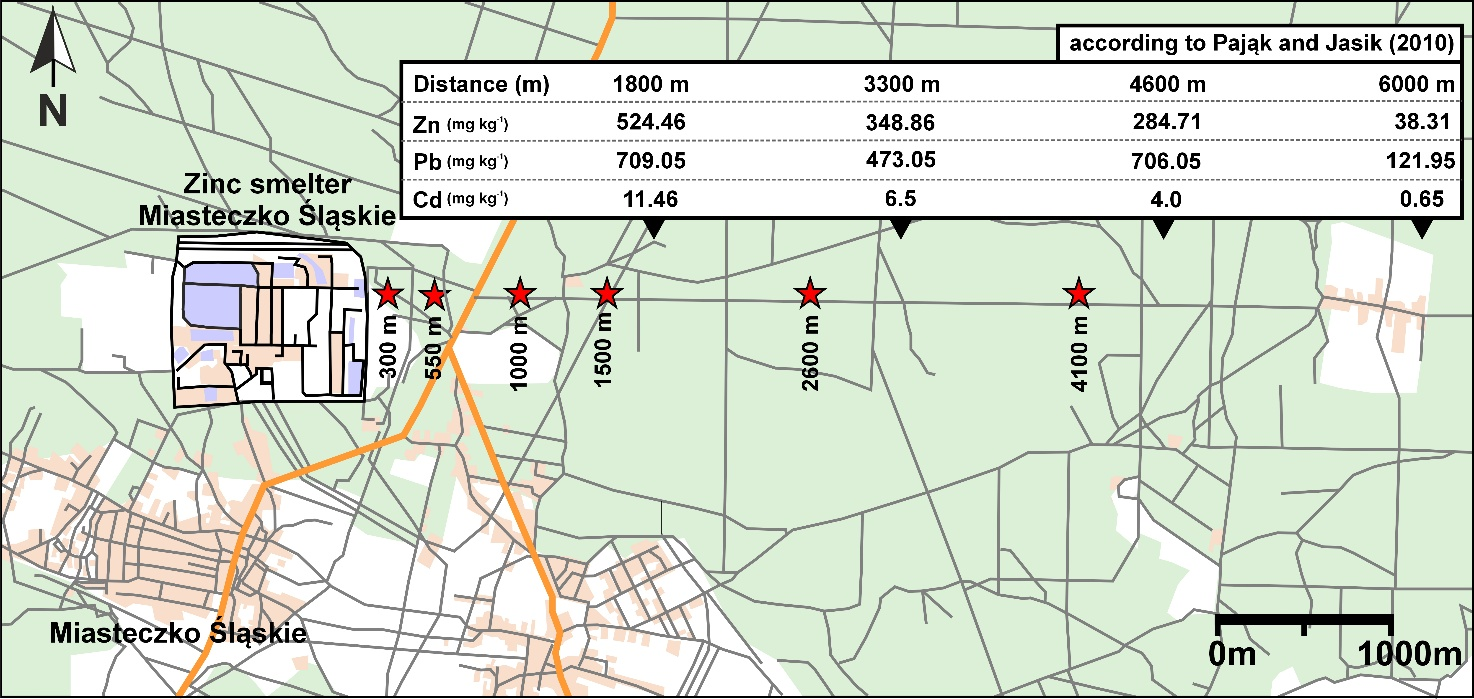 according to Pająk and Jasik (2010)
Distance (m) 1800 m 3300 m 4600 m 6000 m
Zn (mg kg⁻¹) 524.46 348.86 284.71 38.31
Pb (mg kg⁻¹) 709.05 473.05 706.05 121.95
Cd (mg kg⁻¹) 11.46 6.5 4.0 0.65
N
Zinc smelter
Miasteczko Śląskie
300 m
550 m
1000 m
1500 m
2600 m
4100 m
Miasteczko Śląskie
0m 1000m